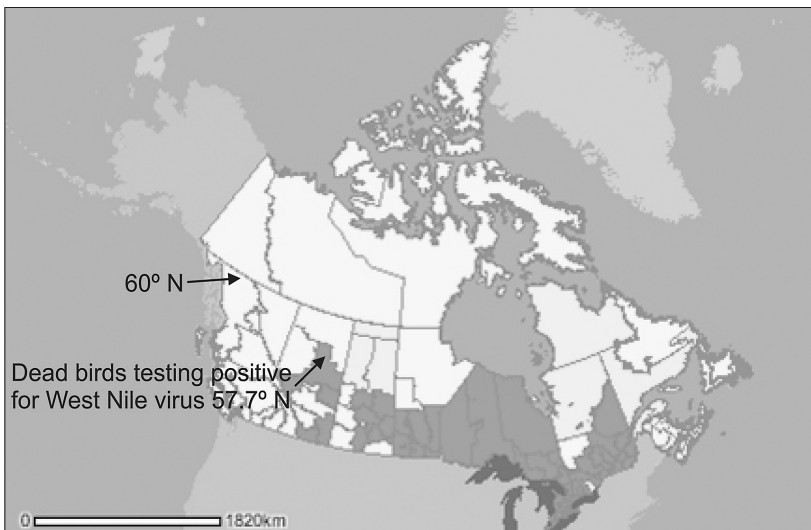 60º N
Dead birds testing positive
for West Nile virus 57.7º N
0 1820km